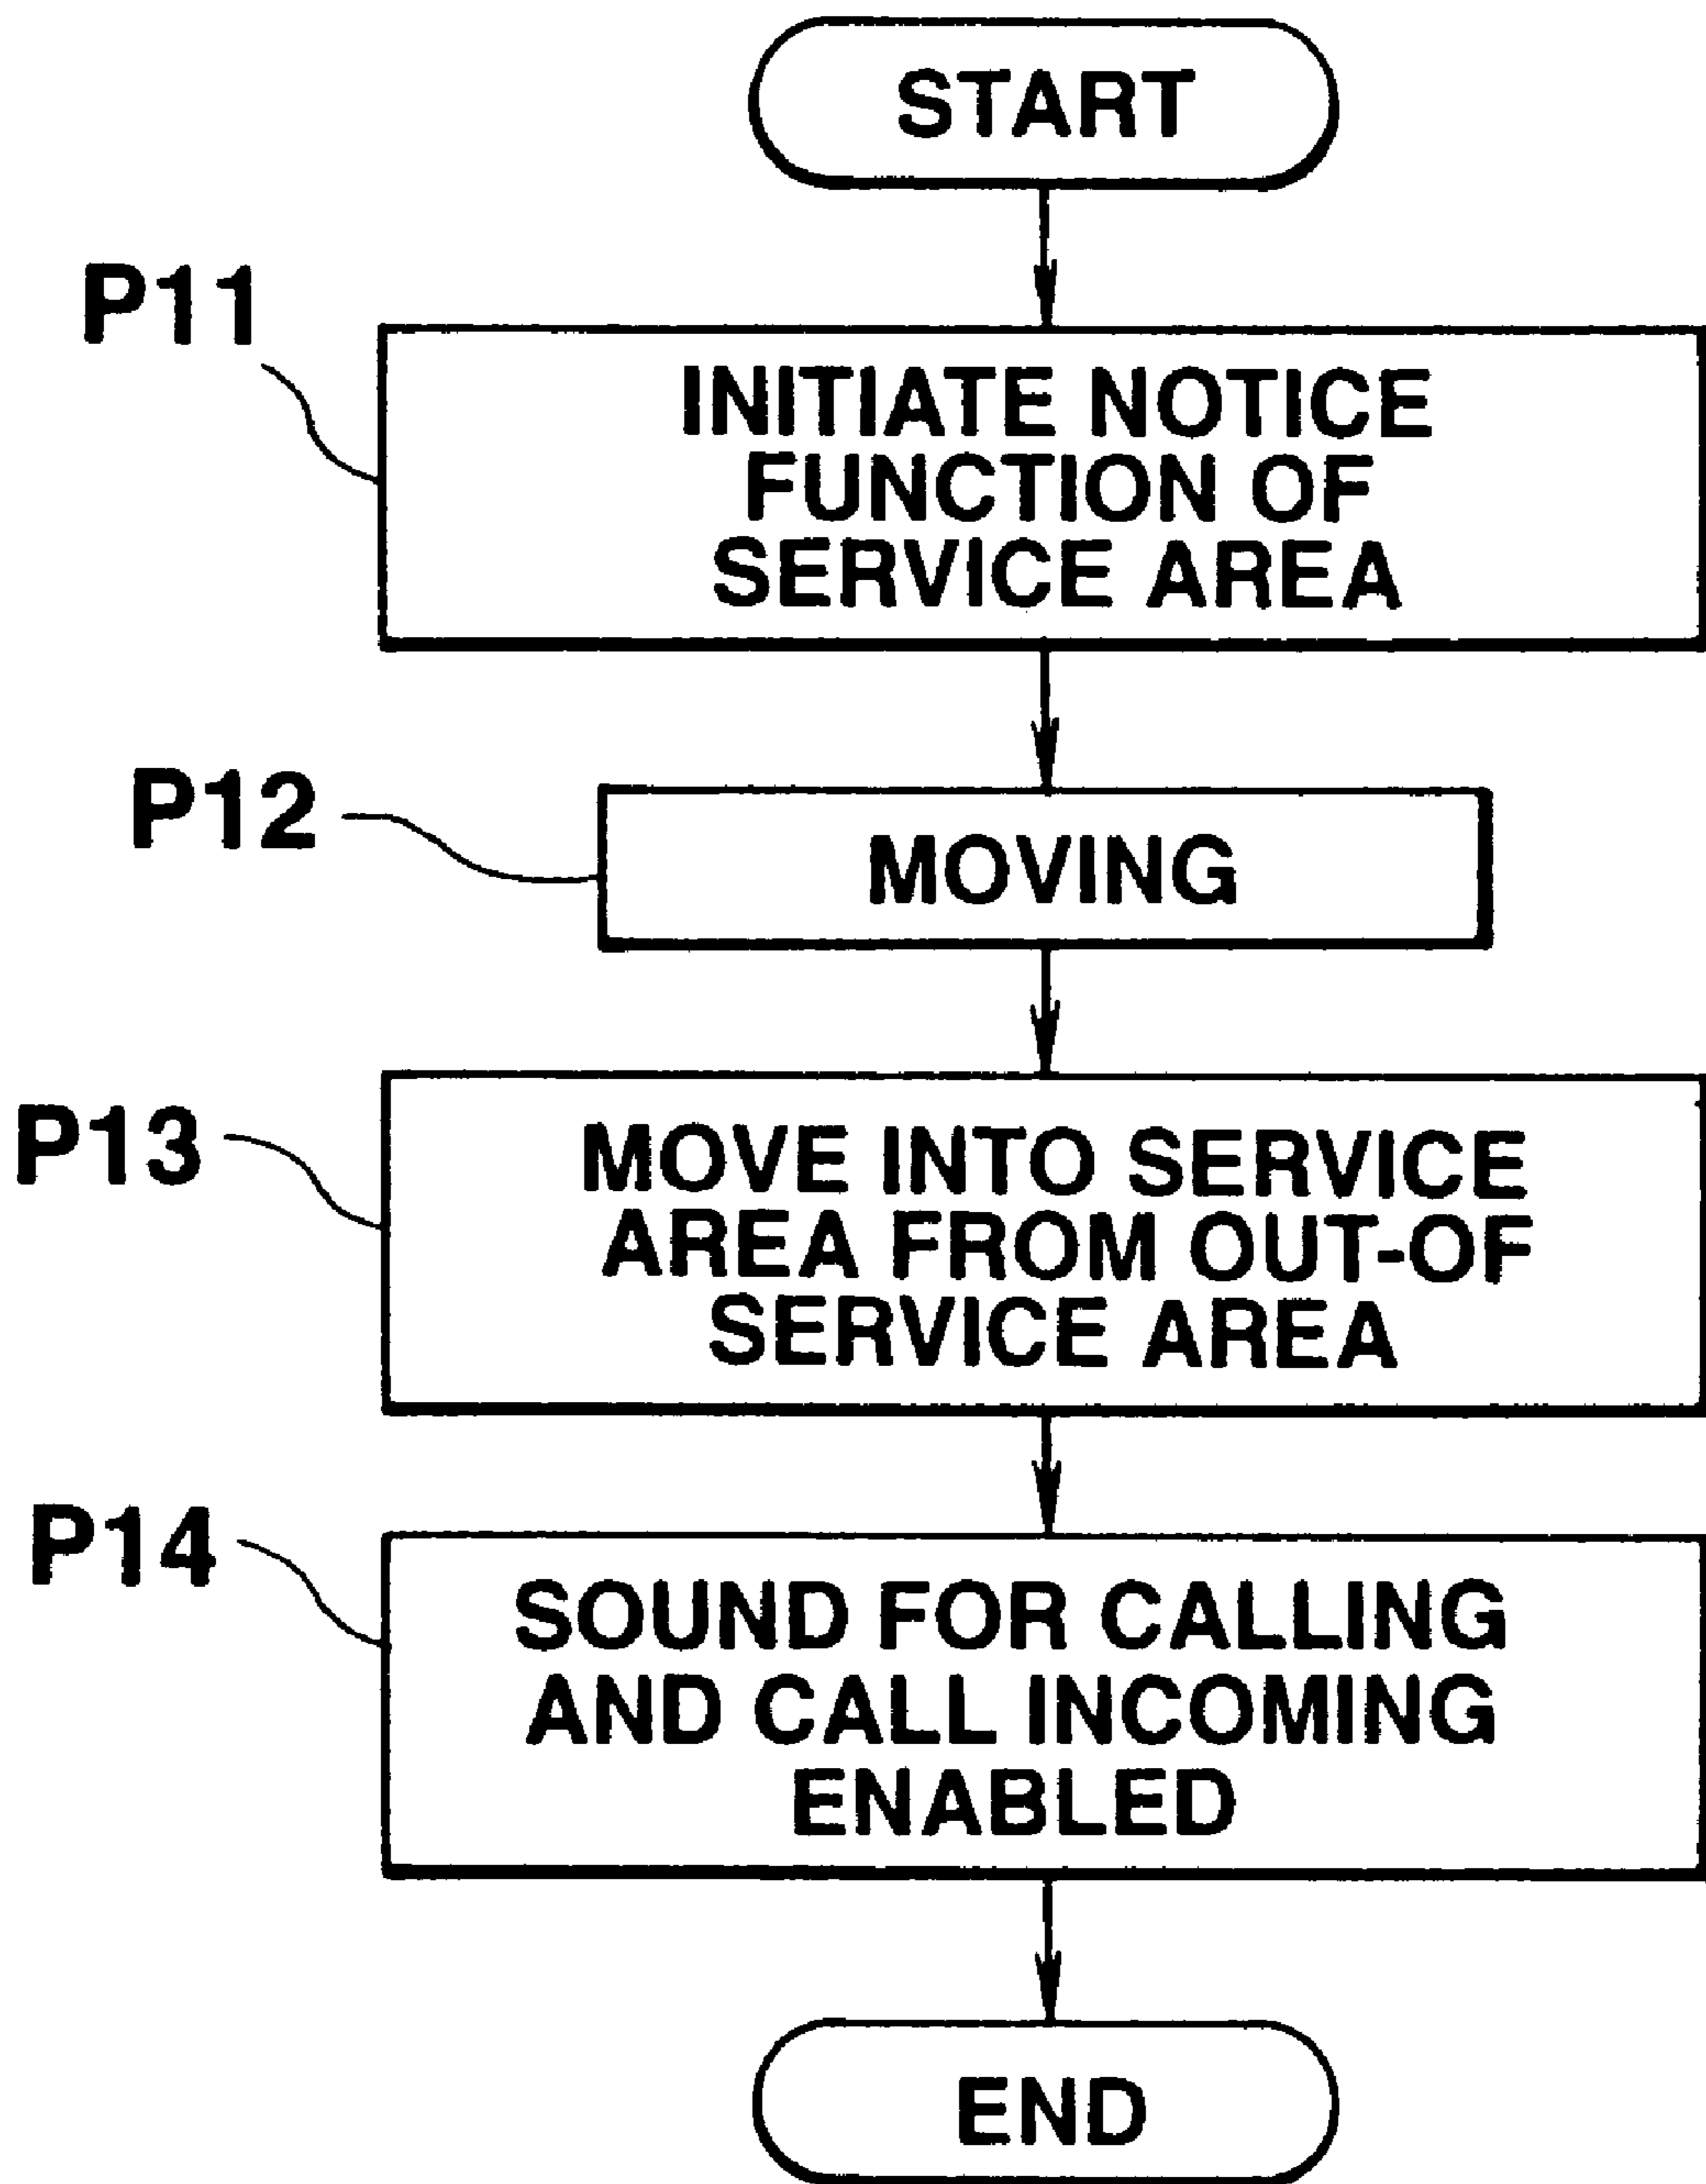 START
P11
INITIATE NOTICE
FUNCTION OF
SERVICE AREA
P12
MOVING
P13
MOVE INTO SERVICE
AREA FROM OUT-OF
SERVICE AREA
P14
SOUND FOR CALLING
AND CALL INCOMING
ENABLED
END